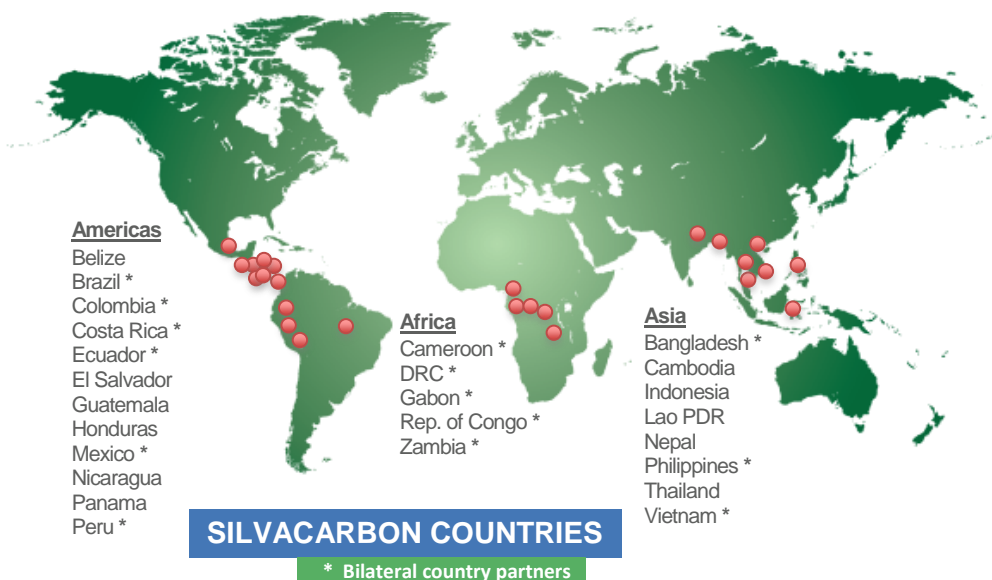 Americas
Belize
Brazil *
Colombia *
Costa Rica *
Ecuador *
El Salvador
Guatemala
Honduras
Mexico *
Nicaragua
Panama
Peru *
Africa
Cameroon *
DRC *
Gabon *
Rep. of Congo *
Zambia *
Asia
Bangladesh *
Cambodia
Indonesia
Lao PDR
Nepal
Philippines *
Thailand
Vietnam *
SILVACARBON COUNTRIES
* Bilateral country partners